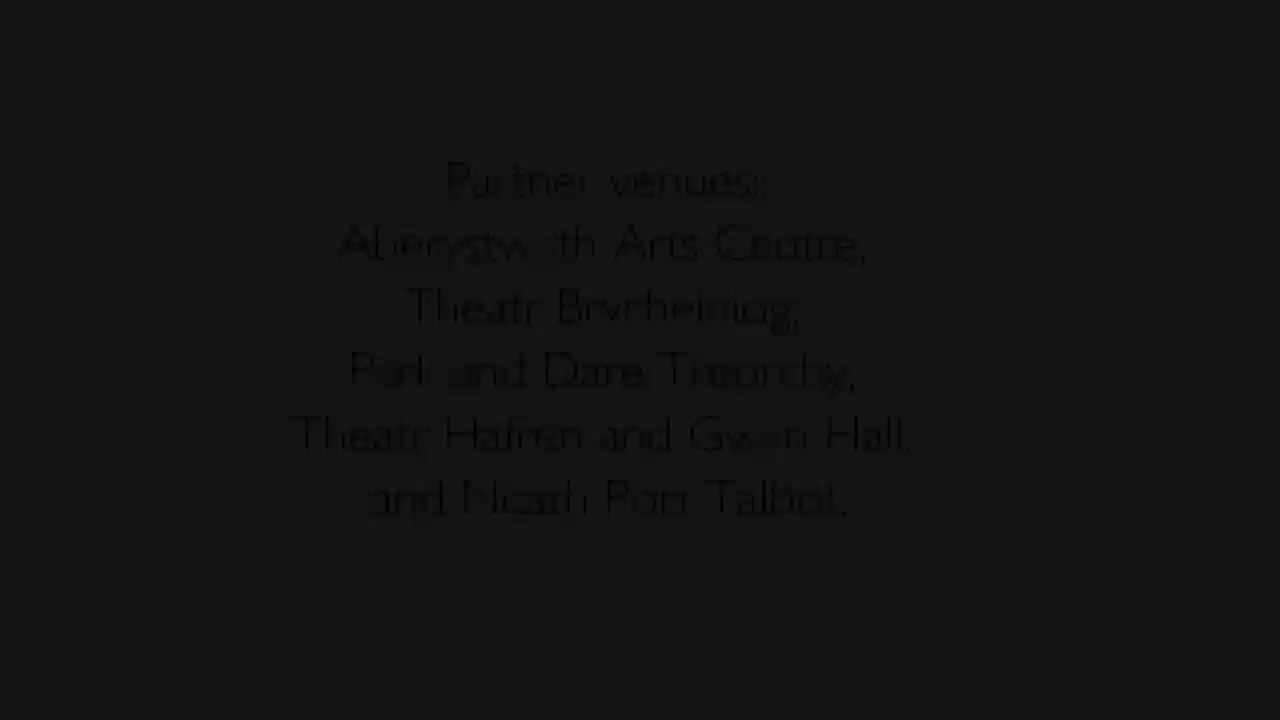 Partner venues;
Aberystwyth Arts Centre,
Theatr Brycheiniog,
Park and Dare Treorchy,
Theatr Hafren and Gwyn Hall,
and Neath Port Talbot.